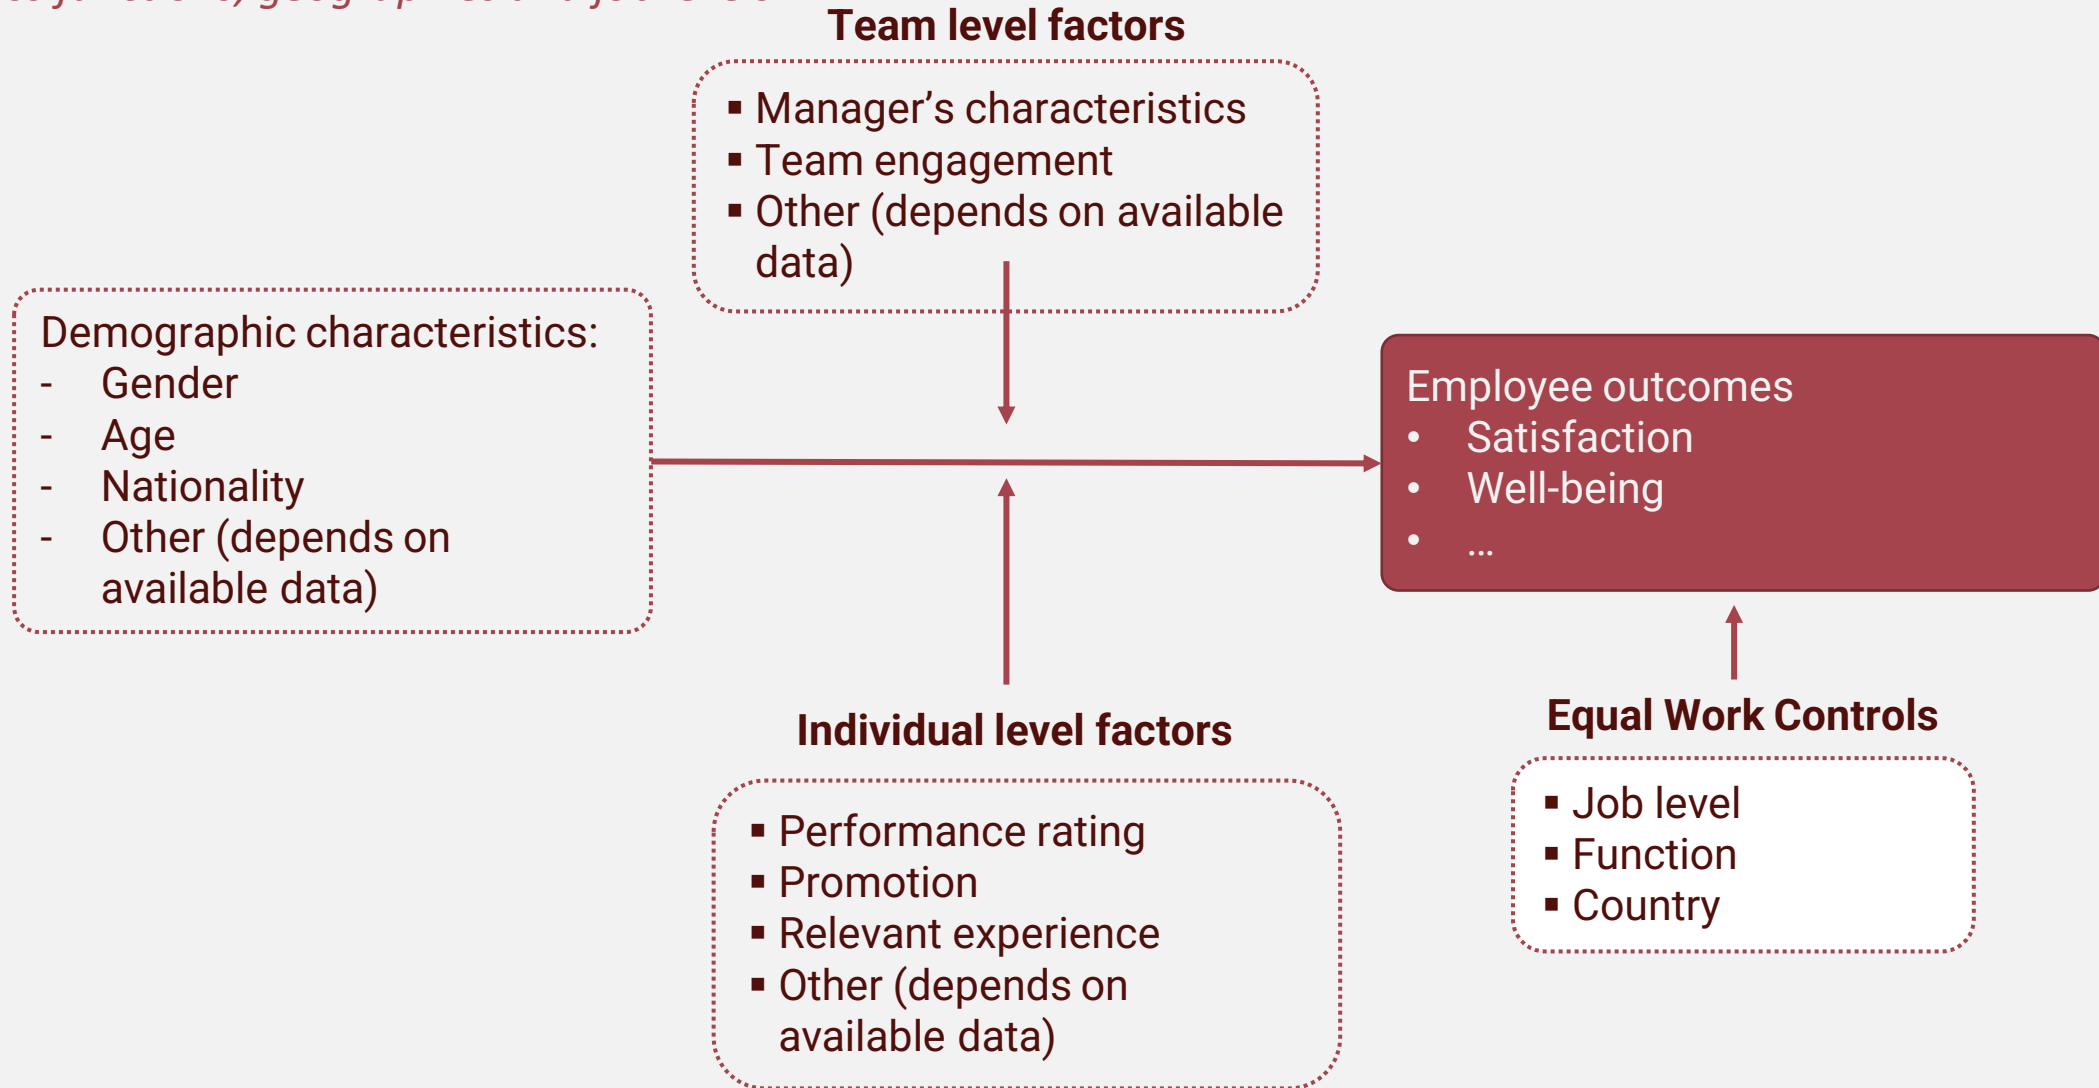 Team level factors
▪ Manager’s characteristics
▪ Team engagement
▪ Other (depends on available
data)
Demographic characteristics:
- Gender
- Age
- Nationality
- Other (depends on
available data)
Employee outcomes
• Satisfaction
• Well-being
• ...
Individual level factors
▪ Performance rating
▪ Promotion
▪ Relevant experience
▪ Other (depends on
available data)
Equal Work Controls
▪ Job level
▪ Function
▪ Country